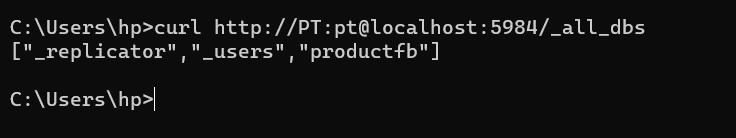 C:\Users\hp>curl http://PT:pt@localhost:5984/_all_dbs
["_replicator","_users","productfb"]
C:\Users\hp>